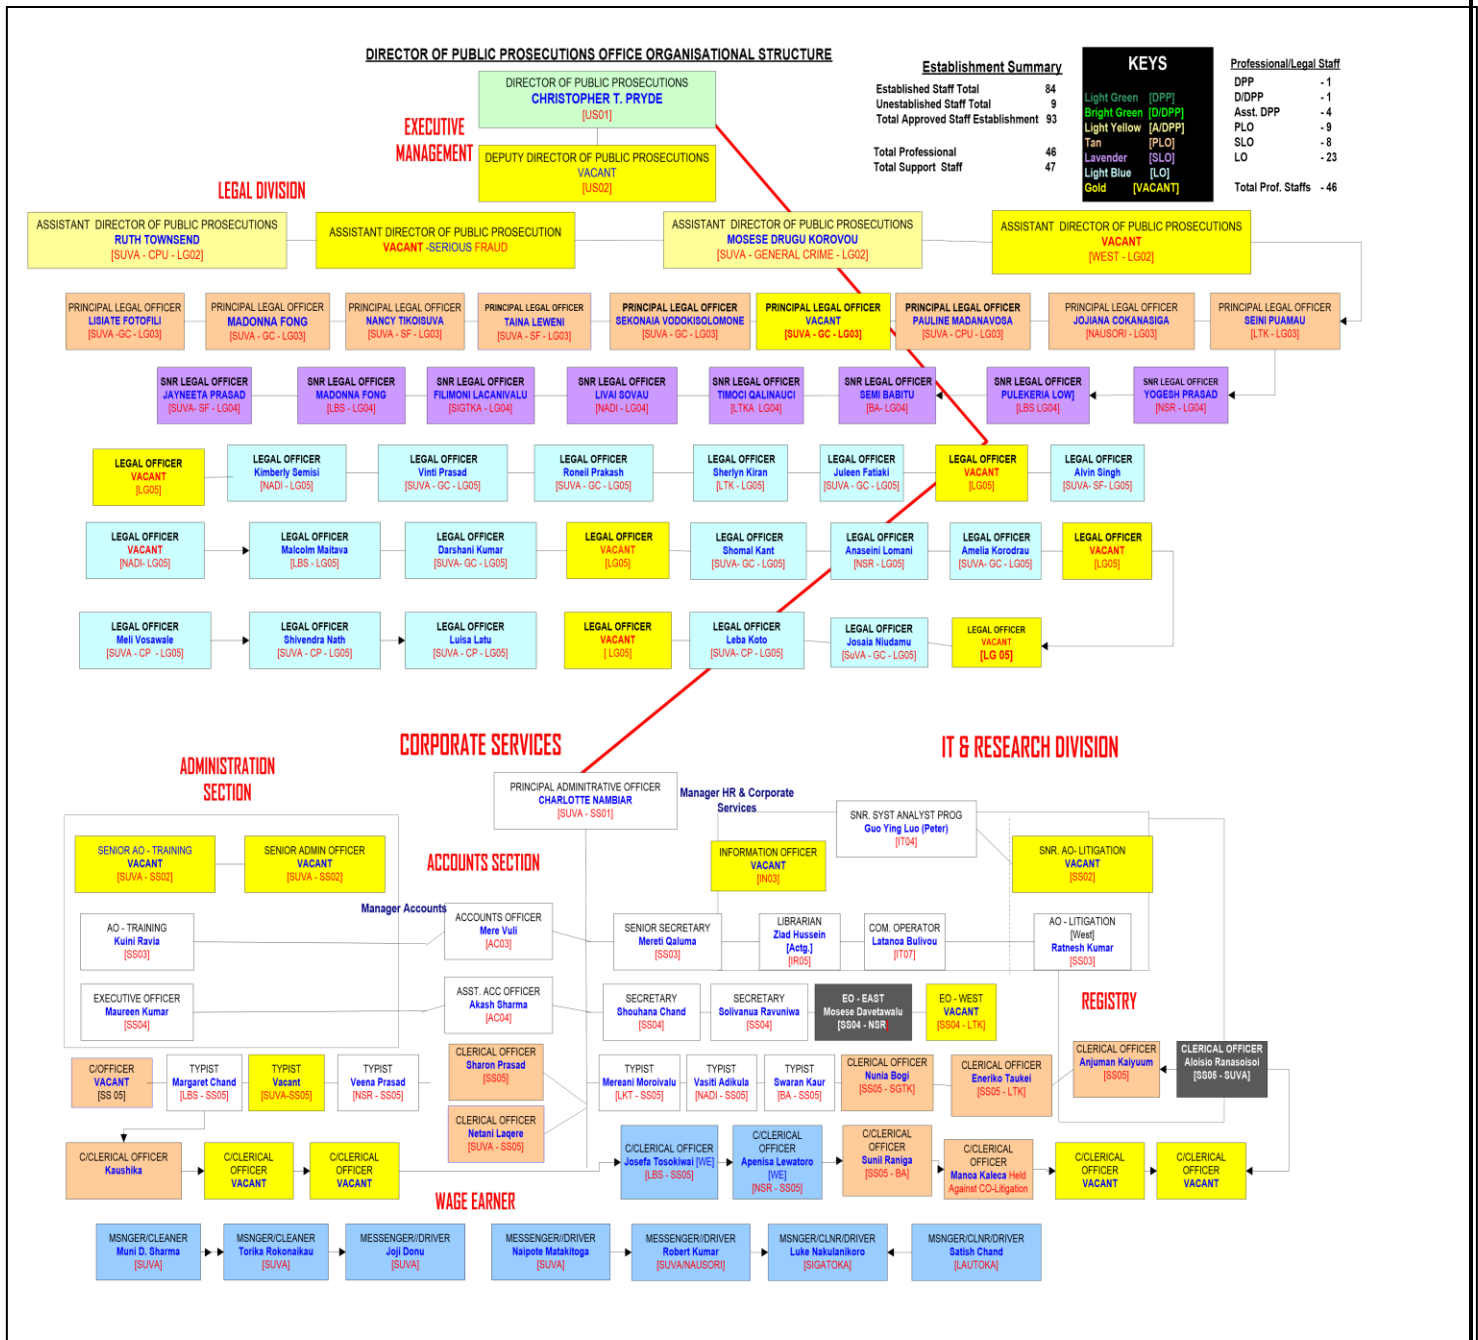 DIRECTOR OF PUBLIC PROSECUTIONS OFFICE ORGANISATIONAL STRUCTURE
DIRECTOR OF PUBLIC PROSECUTIONS
CHRISTOPHER T. PRYDE
[US01]
EXECUTIVE
MANAGEMENT
DEPUTY DIRECTOR OF PUBLIC PROSECUTIONS
VACANT
[US02]
Establishment Summary
Established Staff Total 84
Unestablished Staff Total 9
Total Approved Staff Establishment 93
Total Professional 46
Total Support Staff 47
KEYS
Light Green [DPP]
Bright Green [D/DPP]
Light Yellow [A/DPP]
Tan [PLO]
Lavender [SLO]
Light Blue [LO]
Gold [VACANT]
Professional/Legal Staff
DPP - 1
D/DPP - 1
Asst. DPP - 4
PLO - 9
SLO - 8
LO - 23
Total Prof. Staffs - 46
LEGAL DIVISION
ASSISTANT DIRECTOR OF PUBLIC PROSECUTIONS
RUTH TOWNSEND
[SUVA - CPU - LG02]
ASSISTANT DIRECTOR OF PUBLIC PROSECUTION
VACANT -SERIOUS FRAUD
ASSISTANT DIRECTOR OF PUBLIC PROSECUTIONS
MOSESE DRUGU KOROVOU
[SUVA - GENERAL CRIME - LG02]
ASSISTANT DIRECTOR OF PUBLIC PROSECUTIONS
VACANT
[WEST - LG02]
PRINCIPAL LEGAL OFFICER
LISIATE FOTOFILI
[SUVA -GC - LG03]
PRINCIPAL LEGAL OFFICER
MADONNA FONG
[SUVA - GC - LG03]
PRINCIPAL LEGAL OFFICER
NANCY TIKOISUVA
[SUVA - SF - LG03]
PRINCIPAL LEGAL OFFICER
TAINA LEWENI
[SUVA - SF - LG03]
PRINCIPAL LEGAL OFFICER
SEKONAIA VODOKISOLOMONE
[SUVA - GC - LG03]
PRINCIPAL LEGAL OFFICER
VACANT
[SUVA - GC - LG03]
PRINCIPAL LEGAL OFFICER
PAULINE MADANAVOSA
[SUVA - CPU - LG03]
PRINCIPAL LEGAL OFFICER
JOJIANA COKANASIGA
[NAUSORI - LG03]
PRINCIPAL LEGAL OFFICER
SEINI PUAMAU
[LTK - LG03]
SNR LEGAL OFFICER
JAYNEETA PRASAD
[SUVA- SF - LG04]
SNR LEGAL OFFICER
MADONNA FONG
[LBS - LG04]
SNR LEGAL OFFICER
FILIMONI LACANIVALU
[SIGTKA - LG04]
SNR LEGAL OFFICER
LIVAI SOVAU
[NADI - LG04]
SNR LEGAL OFFICER
TIMOCI QALINAUCI
[LTKA LG04]
SNR LEGAL OFFICER
SEMI BABITU
[BA- LG04]
SNR LEGAL OFFICER
PULEKERIA LOW]
[LBS LG04]
SNR LEGAL OFFICER
YOGESH PRASAD
[NSR - LG04]
LEGAL OFFICER
VACANT
[LG05]
LEGAL OFFICER
Kimberly Semisi
[NADI - LG05]
LEGAL OFFICER
Vinti Prasad
[SUVA - GC - LG05]
LEGAL OFFICER
Roneil Prakash
[SUVA - GC - LG05]
LEGAL OFFICER
Sherlyn Kiran
[LTK - LG05]
LEGAL OFFICER
Juleen Fatiaki
[SUVA - GC - LG05]
LEGAL OFFICER
VACANT
[LG05]
LEGAL OFFICER
Alvin Singh
[SUVA- SF- LG05]
LEGAL OFFICER
VACANT
[NADI- LG05]
LEGAL OFFICER
Malcolm Maitava
[LBS - LG05]
LEGAL OFFICER
Darshani Kumar
[SUVA- GC - LG05]
LEGAL OFFICER
VACANT
[LG05]
LEGAL OFFICER
Shomal Kant
[SUVA- GC - LG05]
LEGAL OFFICER
Anaseini Lomani
[NSR - LG05]
LEGAL OFFICER
Amelia Korodrau
[SUVA- GC - LG05]
LEGAL OFFICER
VACANT
[LG05]
LEGAL OFFICER
Meli Vosawale
[SUVA - CP - LG05]
LEGAL OFFICER
Shivendra Nath
[SUVA - CP - LG05]
LEGAL OFFICER
Luisa Latu
[SUVA - CP - LG05]
LEGAL OFFICER
VACANT
[ LG05]
LEGAL OFFICER
Leba Koto
[SUVA- CP - LG05]
LEGAL OFFICER
Josaia Niudamu
[SuVA - GC - LG05]
LEGAL OFFICER
VACANT
[LG 05]
CORPORATE SERVICES
IT & RESEARCH DIVISION
ADMINISTRATION
SECTION
PRINCIPAL ADMINITRATIVE OFFICER
CHARLOTTE NAMBIAR
[SUVA - SS01]
Manager HR & Corporate
Services
SNR. SYST ANALYST PROG
Guo Ying Luo (Peter)
[IT04]
SENIOR AO - TRAINING
VACANT
[SUVA - SS02]
SENIOR ADMIN OFFICER
VACANT
[SUVA - SS02]
ACCOUNTS SECTION
INFORMATION OFFICER
VACANT
[IN03]
SNR. AO- LITIGATION
VACANT
[SS02]
Manager Accounts
AO - TRAINING
Kuini Ravia
[SS03]
ACCOUNTS OFFICER
Mere Vuli
[AC03]
SENIOR SECRETARY
Mereti Qaluma
[SS03]
LIBRARIAN
Ziad Hussein
[Actg.]
[IR05]
COM. OPERATOR
Latanoa Bulivou
[IT07]
AO - LITIGATION
[West]
Ratnesh Kumar
[SS03]
EXECUTIVE OFFICER
Maureen Kumar
[SS04]
ASST. ACC OFFICER
Akash Sharma
[AC04]
SECRETARY
Shouhana Chand
[SS04]
SECRETARY
Solivanua Ravuniwa
[SS04]
EO - EAST
Mosese Davetawalu
[SS04 - NSR]
EO - WEST
VACANT
[SS04 - LTK]
REGISTRY
C/OFFICER
VACANT
[SS 05]
TYPIST
Margaret Chand
[LBS - SS05]
TYPIST
Vacant
[SUVA-SS05]
TYPIST
Veena Prasad
[NSR - SS05]
CLERICAL OFFICER
Sharon Prasad
[SS05]
TYPIST
Mereani Moroivalu
[LKT - SS05]
TYPIST
Vasiti Adikula
[NADI - SS05]
TYPIST
Swaran Kaur
[BA - SS05]
CLERICAL OFFICER
Nunia Bogi
[SS05 - SGTK]
CLERICAL OFFICER
Eneriko Taukei
[SS05 - LTK]
CLERICAL OFFICER
Anjuman Kaiyuum
[SS05]
CLERICAL OFFICER
Aloisio Ranasoisoi
[SS05 - SUVA]
CLERICAL OFFICER
Netani Laqere
[SUVA - SS05]
C/CLERICAL OFFICER
Kaushika
C/CLERICAL
OFFICER
VACANT
C/CLERICAL
OFFICER
VACANT
C/CLERICAL OFFICER
Josefa Tosokiwai [WE]
[LBS - SS05]
C/CLERICAL
OFFICER
Apenisa Lewatoro
[WE]
[NSR - SS05]
C/CLERICAL
OFFICER
Sunil Raniga
[SS05 - BA]
C/CLERICAL
OFFICER
Manoa Kaleca Held
Against CO-Litigation
C/CLERICAL
OFFICER
VACANT
C/CLERICAL
OFFICER
VACANT
WAGE EARNER
MSNGER/CLEANER
Muni D. Sharma
[SUVA]
MSNGER/CLEANER
Torika Rokonaikau
[SUVA]
MESSENGER//DRIVER
Joji Donu
[SUVA]
MESSENGER//DRIVER
Naipote Matakitoga
[SUVA]
MESSENGER//DRIVER
Robert Kumar
[SUVA/NAUSORI]
MSNGER/CLNR/DRIVER
Luke Nakulanikoro
[SIGATOKA]
MSNGER/CLNR/DRIVER
Satish Chand
[LAUTOKA]